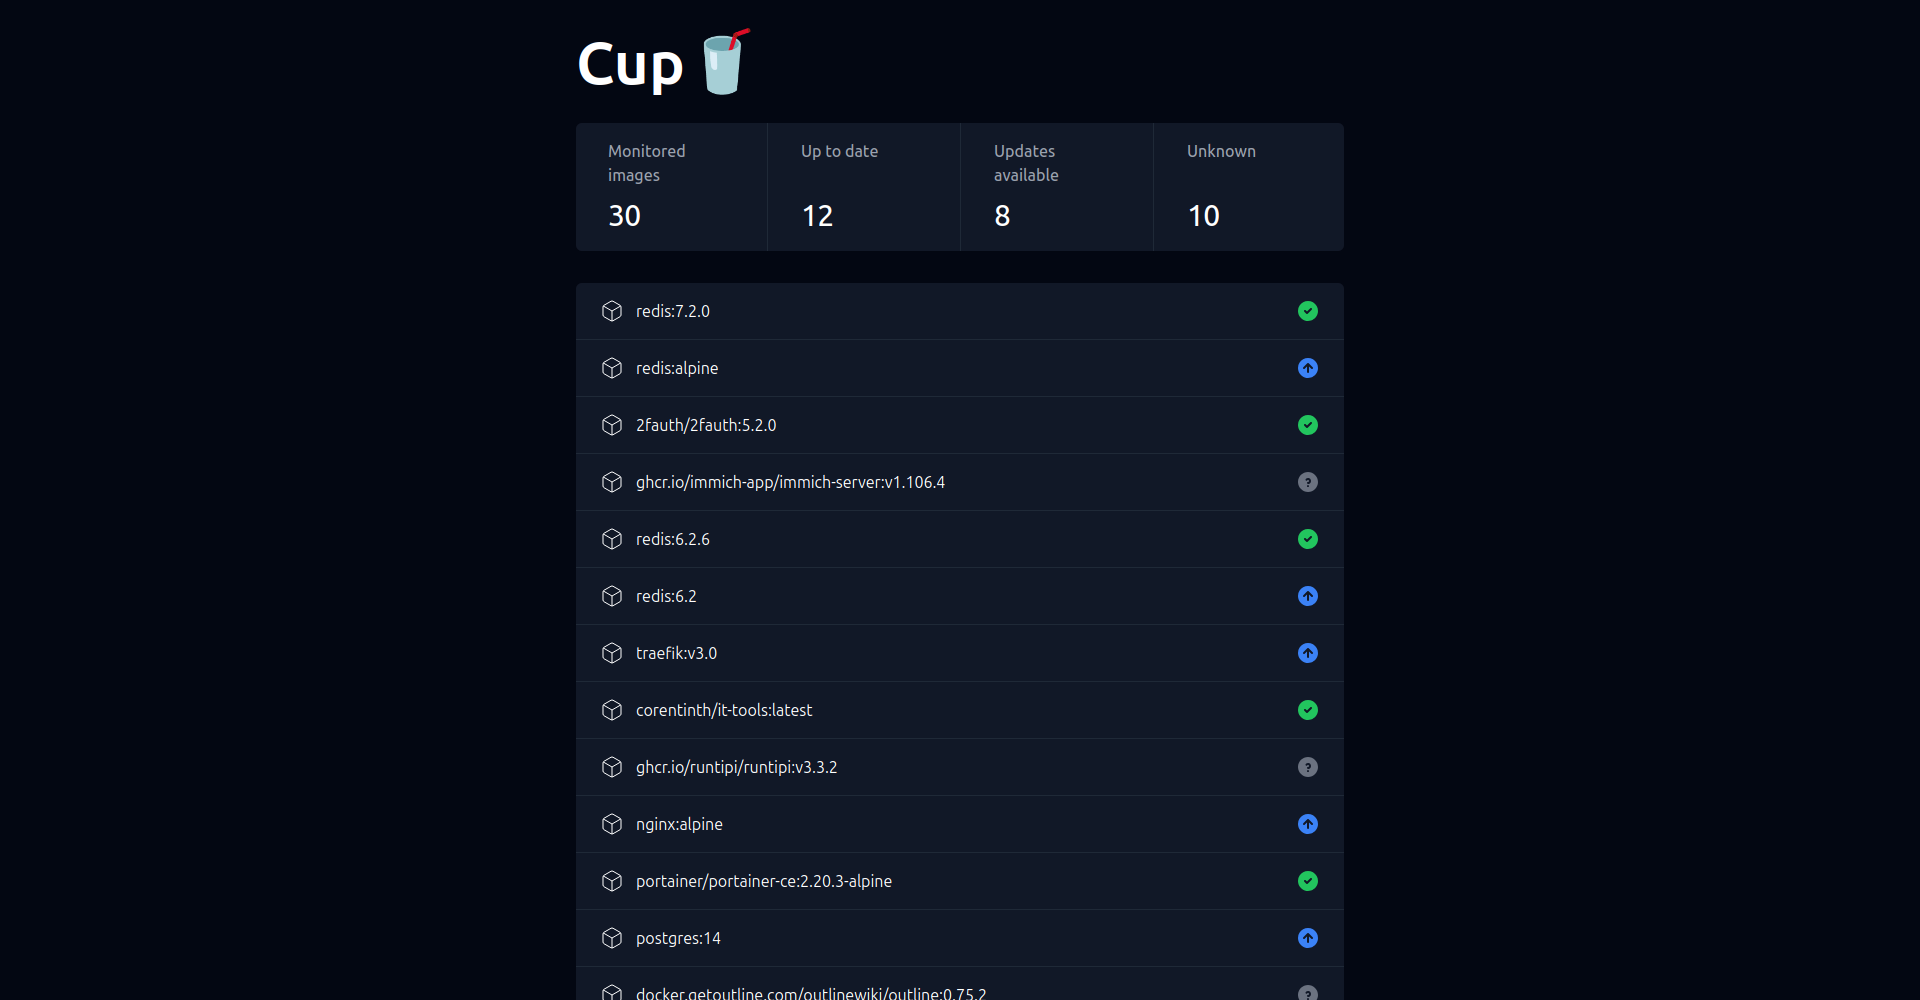 Cup
Monitored images
Up to date
Updates available
Unknown
30
12
8
10
redis:7.2.0
redis:alpine
2fauth/2fauth:5.2.0
ghcr.io/immich-app/immich-server:v1.106.4
redis:6.2.6
redis:6.2
traefik:v3.0
corentinth/it-tools:latest
ghcr.io/runtipi/runtipi:v3.3.2
nginx:alpine
portainer/portainer-ce:2.20.3-alpine
postgres:14
docker.getoutline.com/outlinewiki/outline:0.75.2